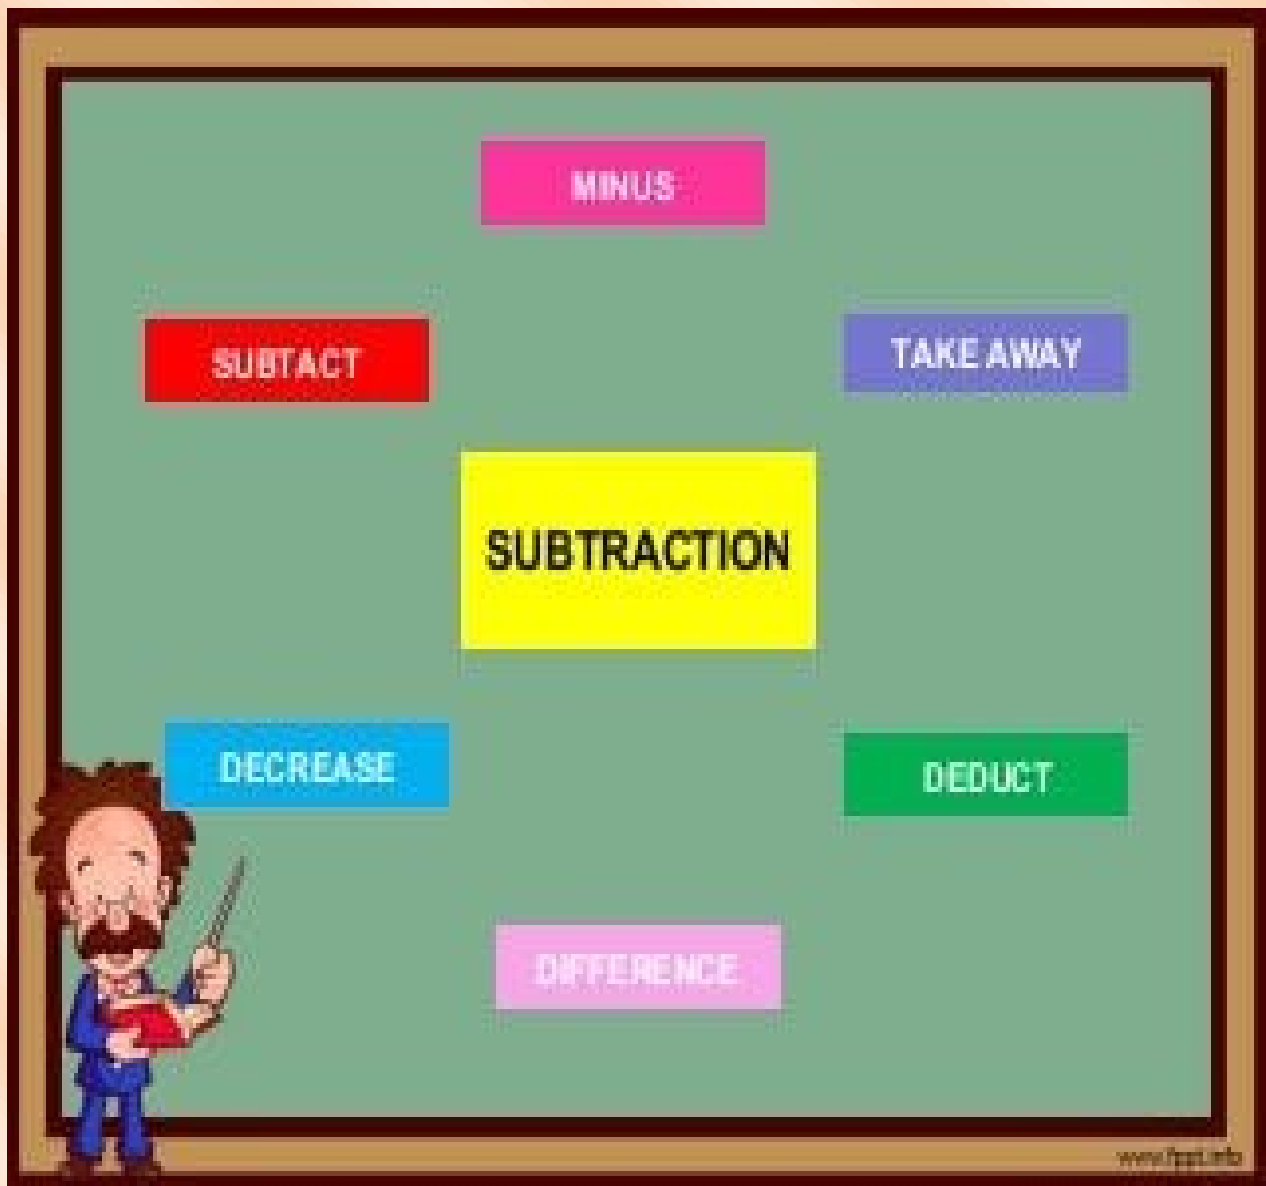 MINUS
SUBTACT
TAKE AWAY
SUBTRACTION
DECREASE
DEDUCT
DIFFERENCE